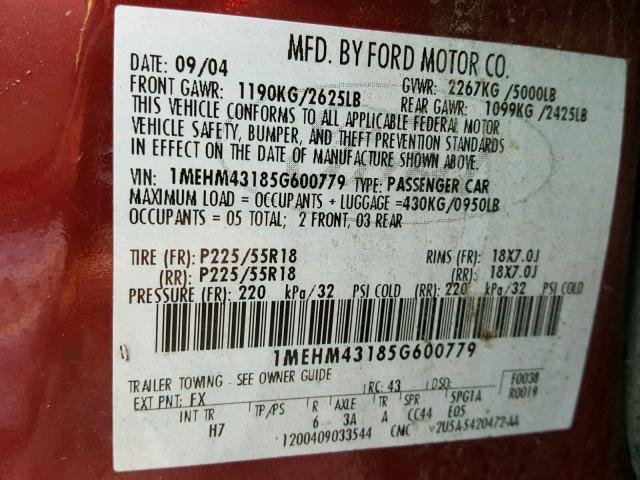 MFD. BY FORD MOTOR CO.
DATE: 09/04
GVWR: 2267KG /5000LB
FRONT GAWR: 1190KG/2625LB
REAR GAWR: 1099KG /2425LB
THIS VEHICLE CONFORMS TO ALL APPLICABLE FEDERAL MOTOR
VEHICLE SAFETY, BUMPER, AND THEFT PREVENTION STANDARDS
IN EFFECT ON THE DATE OF MANUFACTURE SHOWN ABOVE.
VIN: 1MEHM43185G600779 TYPE: PASSENGER CAR
MAXIMUM LOAD = OCCUPANTS + LUGGAGE =430KG/0950LB
OCCUPANTS = 05 TOTAL; 2 FRONT, 03 REAR
TIRE (FR): P225/55R18 RIMS (FR): 18X7.0J
(RR): P225/55R18 (RR): 18X7.0J
PRESSURE (FR): 220 kPa/32 PSI COLD (RR): 220 kPa/32 PSI COLD
1MEHM43185G600779
TRAILER TOWING - SEE OWNER GUIDE
EXT PNT: FX RC: 43 DSO: F0038
R0019
INT TR TP/PS R AXLE TR SPR 5PG1A
H7 6 3A A CC44 E05
1200409033544 CMC V2U5A-5420472-AA